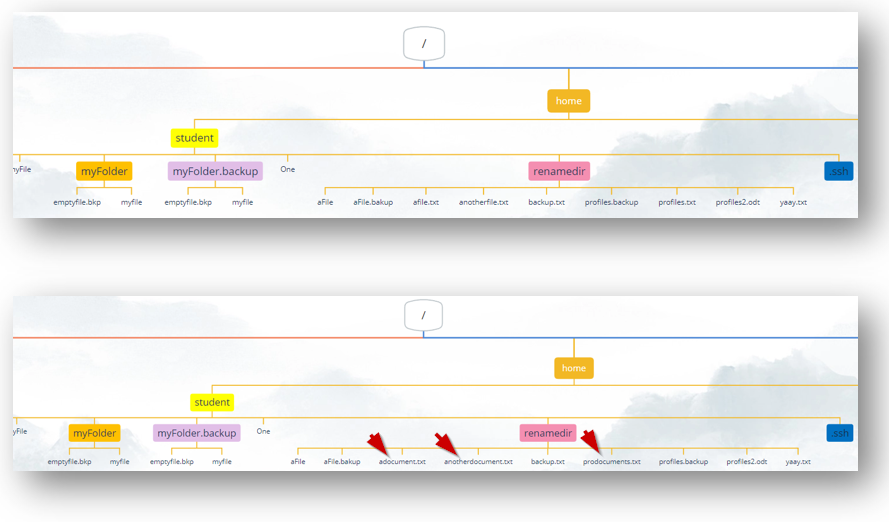 /
home
student
myFolder myFolder.backup One renamedir .ssh
emptyfile.bkp myfile emptyfile.bkp myfile aFile aFile.bakup afile.txt anotherfile.txt backup.txt profiles.backup profiles.txt profiles2.odt yaay.txt
/
home
student
yFile myFolder myFolder.backup One renamedir .ssh
emptyfile.bkp myfile emptyfile.bkp myfile aFile aFile.bakup adocument.txt anotherdocument.txt backup.txt prodocuments.txt profiles.backup profiles2.odt yaay.txt